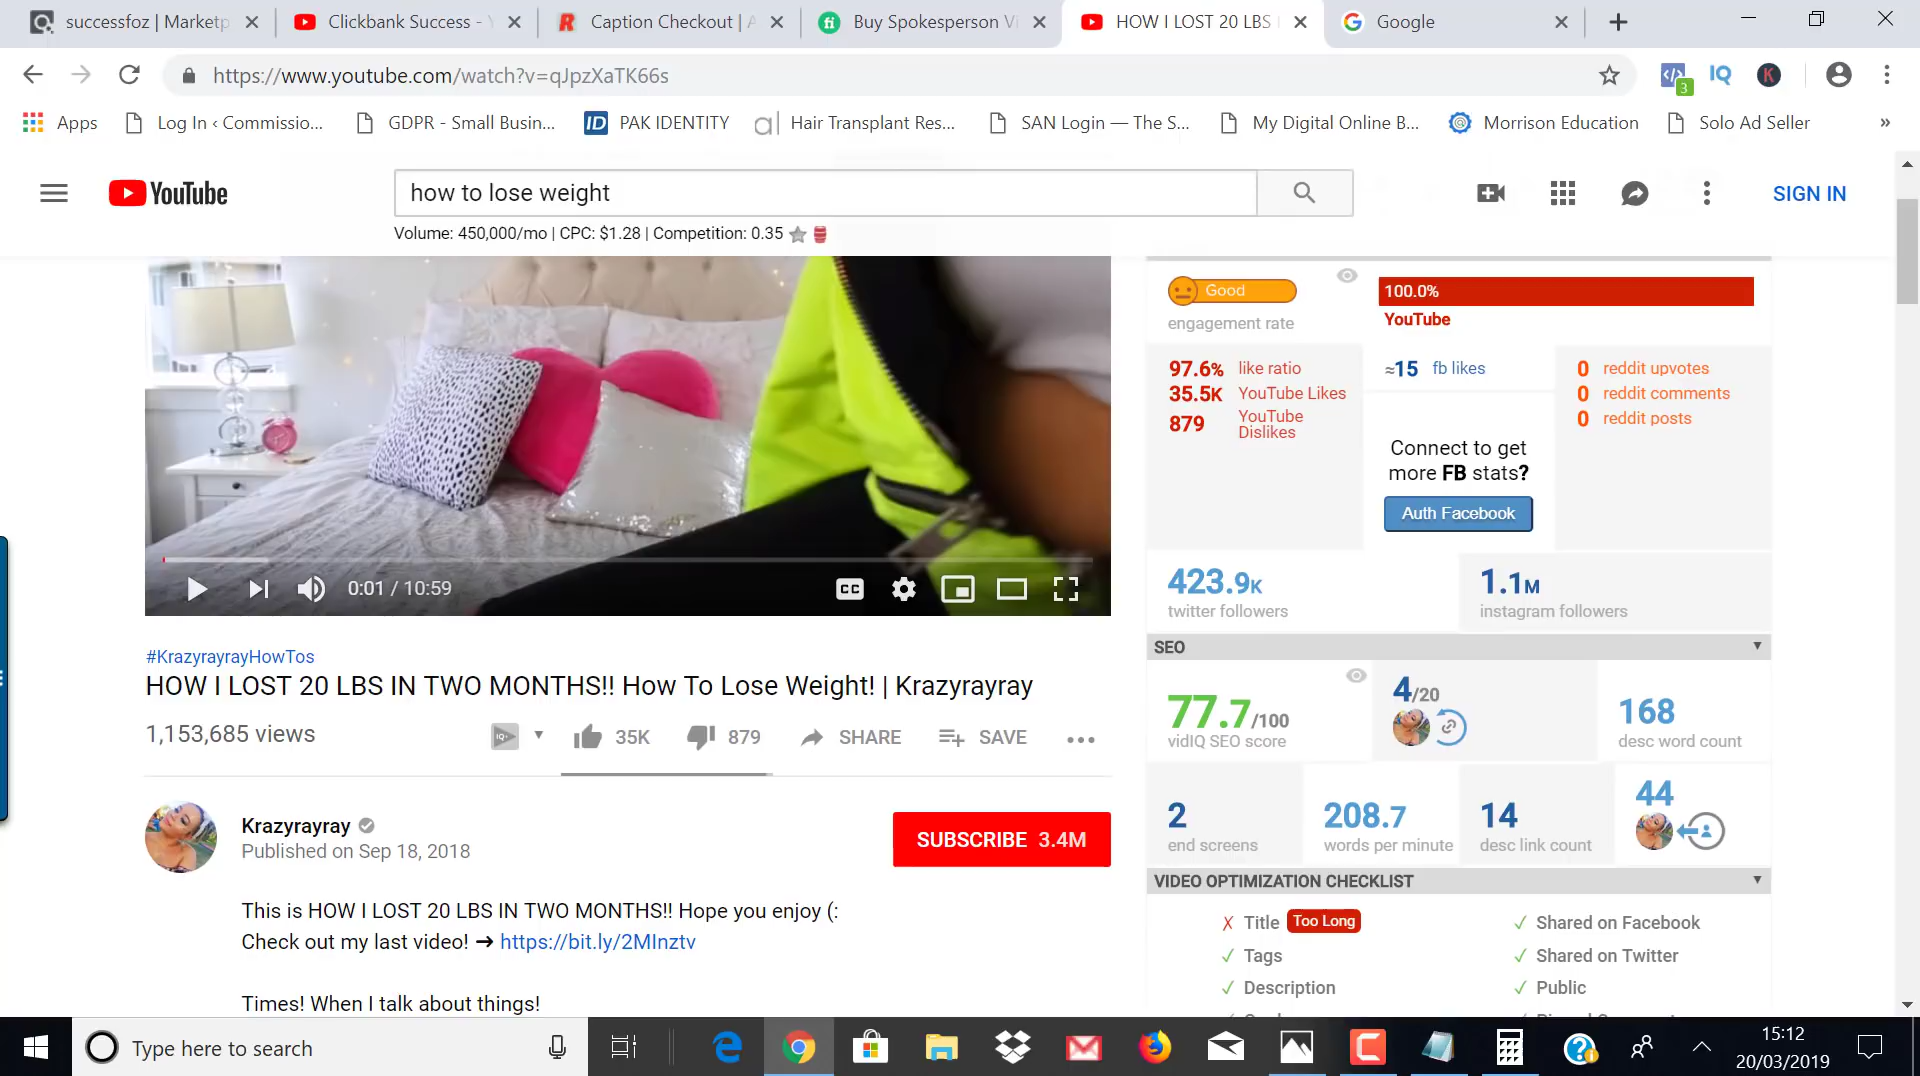 successfoz | Marketp
Clickbank Success - Y
Caption Checkout | A
Buy Spokesperson Vi
HOW I LOST 20 LBS I
Google
https://www.youtube.com/watch?v=qJpzXaTK66s
3
IQ
K
Apps
Log In ‹ Commissio...
GDPR - Small Busin...
ID
PAK IDENTITY
Hair Transplant Res...
SAN Login — The S...
My Digital Online B...
Morrison Education
Solo Ad Seller
»
YouTube
how to lose weight
SIGN IN
Volume: 450,000/mo | CPC: $1.28 | Competition: 0.35
Good
engagement rate
100.0%
YouTube
97.6% like ratio
35.5K YouTube Likes
879 YouTube Dislikes
≈15 fb likes
0 reddit upvotes
0 reddit comments
0 reddit posts
Connect to get
more FB stats?
Auth Facebook
423.9K
twitter followers
1.1M
instagram followers
0:01 / 10:59
CC
SEO
77.7/100
vidIQ SEO score
4/20
168
desc word count
2
end screens
208.7
words per minute
14
desc link count
44
#KrazyrayrayHowTos
HOW I LOST 20 LBS IN TWO MONTHS!! How To Lose Weight! | Krazyrayray
1,153,685 views
35K
879
SHARE
SAVE
Krazyrayray
Published on Sep 18, 2018
SUBSCRIBE 3.4M
This is HOW I LOST 20 LBS IN TWO MONTHS!! Hope you enjoy (:
Check out my last video! ➜ https://bit.ly/2MInztv
Times! When I talk about things!
VIDEO OPTIMIZATION CHECKLIST
X Title Too Long
✓ Tags
✓ Description
✓ Shared on Facebook
✓ Shared on Twitter
✓ Public
Type here to search
15:12
20/03/2019